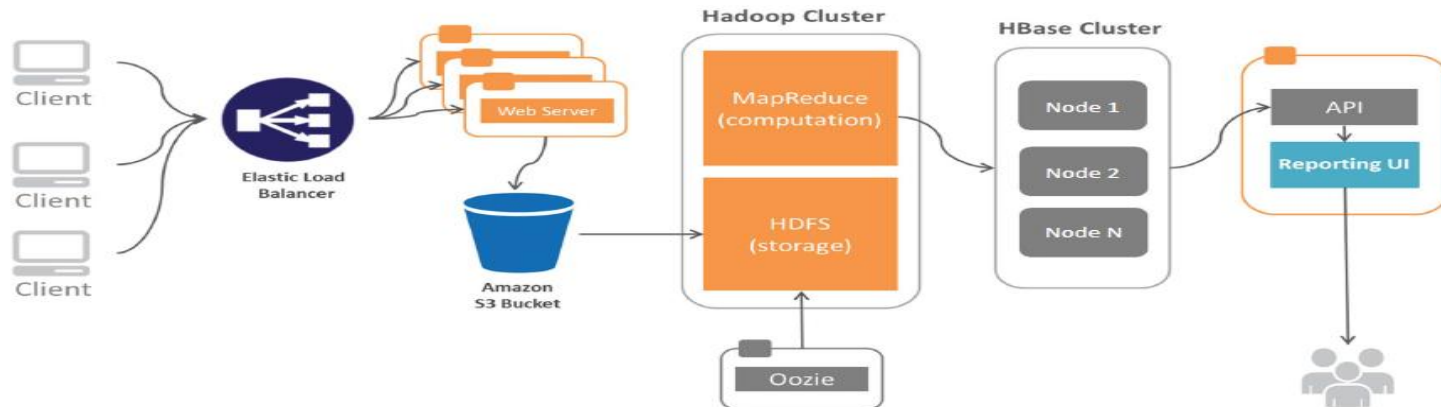 Hadoop Cluster
HBase Cluster
Client
Client
Client
Elastic Load
Balancer
Web Server
Amazon
S3 Bucket
MapReduce
(computation)
HDFS
(storage)
Oozie
Node 1
Node 2
Node N
API
Reporting UI